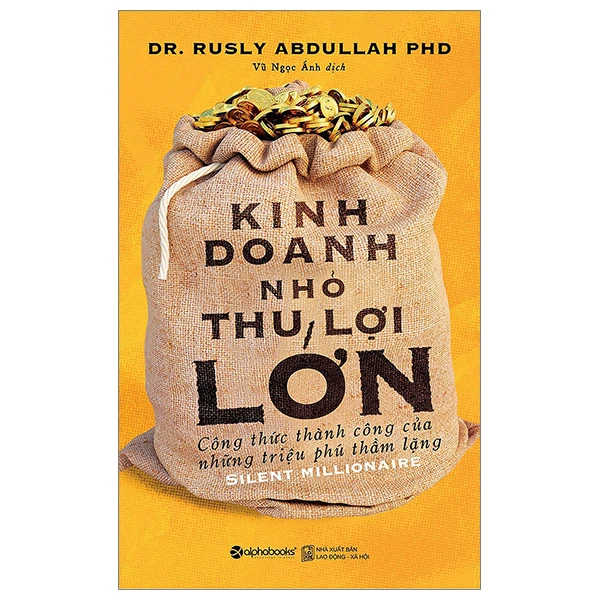 DR. RUSLY ABDULLAH PHD
Vũ Ngọc Ánh dịch
KINH
DOANH
NHỎ
THU LỢI
LỚN
Công thức thành công của
những triệu phú thầm lặng
SILENT MILLIONAIRE
alphabooks
NHÀ XUẤT BẢN
LAO ĐỘNG - XÃ HỘI